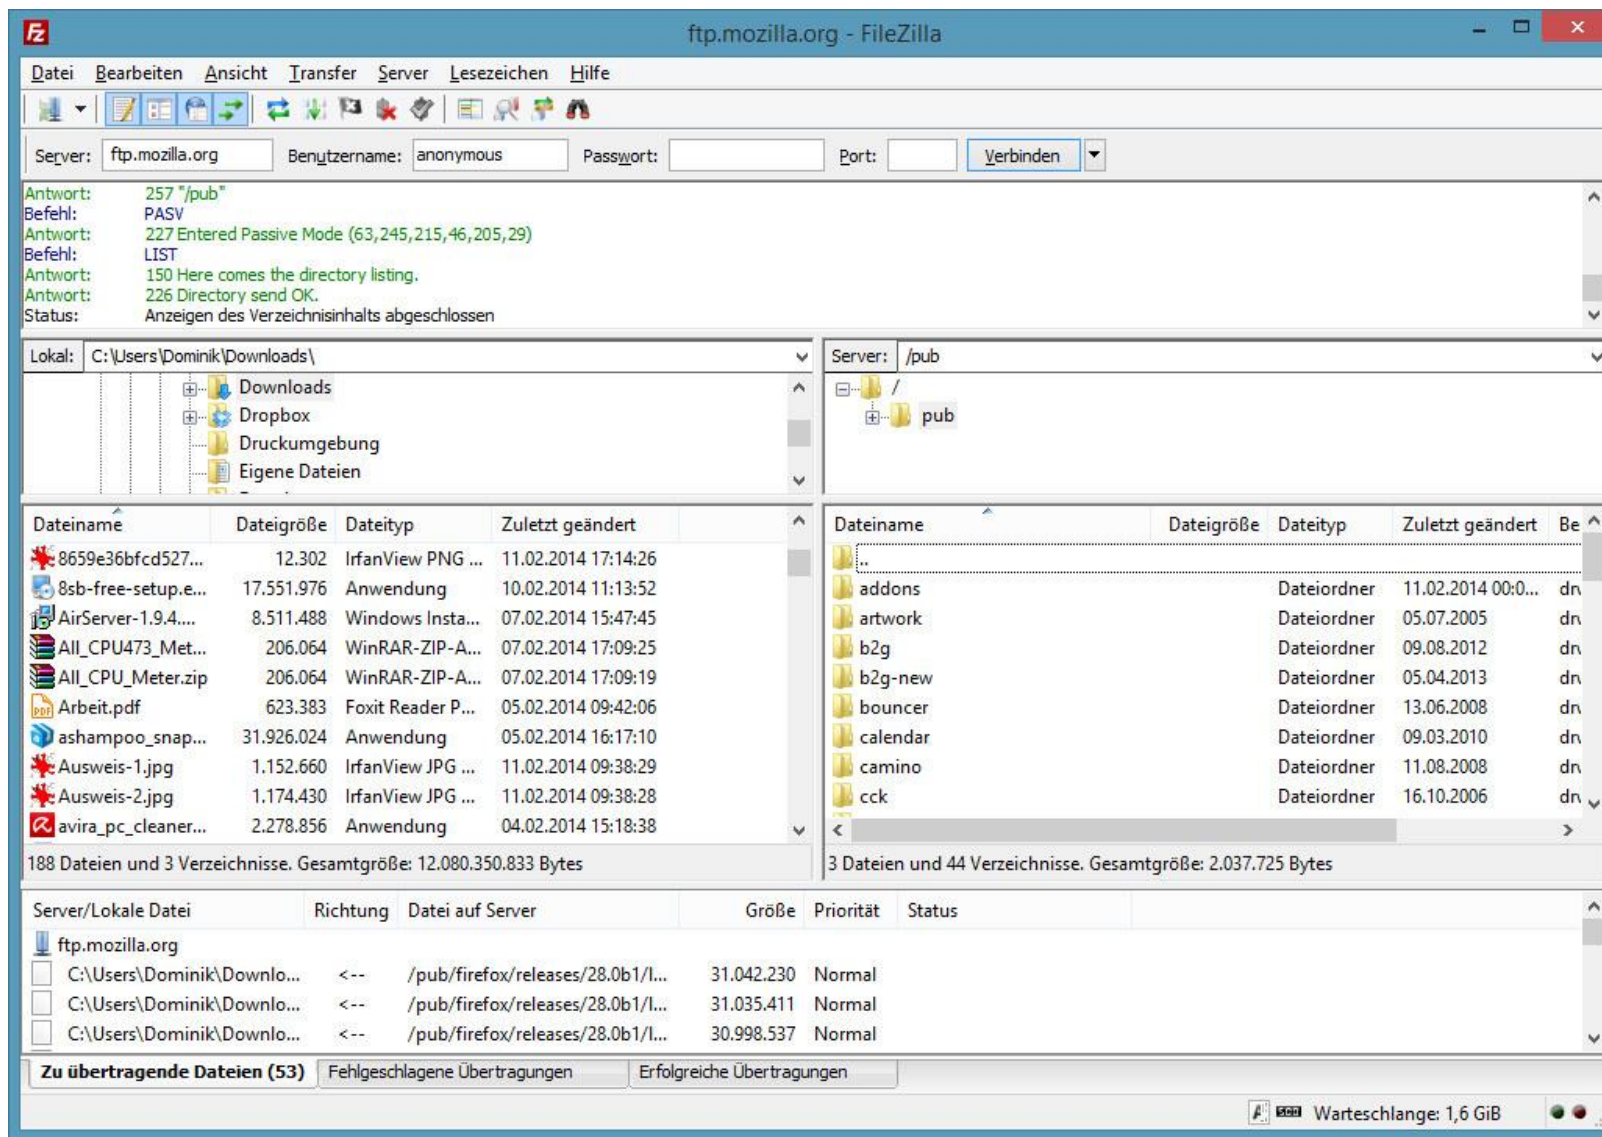 ftp.mozilla.org - FileZilla
Datei Bearbeiten Ansicht Transfer Server Lesezeichen Hilfe
Server: ftp.mozilla.org Benutzername: anonymous Passwort: Port: Verbinden
Antwort: 257 "/pub"
Befehl: PASV
Antwort: 227 Entered Passive Mode (63,245,215,46,205,29)
Befehl: LIST
Antwort: 150 Here comes the directory listing.
Antwort: 226 Directory send OK.
Status: Anzeigen des Verzeichnisinhalts abgeschlossen
Lokal: C:\Users\Dominik\Downloads\
Downloads
Dropbox
Druckumgebung
Eigene Dateien
Server: /pub
/
pub
Dateiname Dateigröße Dateityp Zuletzt geändert
8659e36bfcd527... 12.302 IrfanView PNG ... 11.02.2014 17:14:26
8sb-free-setup.e... 17.551.976 Anwendung 10.02.2014 11:13:52
AirServer-1.9.4.... 8.511.488 Windows Insta... 07.02.2014 15:47:45
All_CPU473_Met... 206.064 WinRAR-ZIP-A... 07.02.2014 17:09:25
All_CPU_Meter.zip 206.064 WinRAR-ZIP-A... 07.02.2014 17:09:19
Arbeit.pdf 623.383 Foxit Reader P... 05.02.2014 09:42:06
ashampoo_snap... 31.926.024 Anwendung 05.02.2014 16:17:10
Ausweis-1.jpg 1.152.660 IrfanView JPG ... 11.02.2014 09:38:29
Ausweis-2.jpg 1.174.430 IrfanView JPG ... 11.02.2014 09:38:28
avira_pc_cleaner... 2.278.856 Anwendung 04.02.2014 15:18:38
188 Dateien und 3 Verzeichnisse. Gesamtgröße: 12.080.350.833 Bytes
Dateiname Dateigröße Dateityp Zuletzt geändert Be
..
addons Dateiordner 11.02.2014 00:0... drv
artwork Dateiordner 05.07.2005 drv
b2g Dateiordner 09.08.2012 drv
b2g-new Dateiordner 05.04.2013 drv
bouncer Dateiordner 13.06.2008 drv
calendar Dateiordner 09.03.2010 drv
camino Dateiordner 11.08.2008 drv
cck Dateiordner 16.10.2006 drv
3 Dateien und 44 Verzeichnisse. Gesamtgröße: 2.037.725 Bytes
Server/Lokale Datei Richtung Datei auf Server Größe Priorität Status
ftp.mozilla.org
C:\Users\Dominik\Downlo... <-- /pub/firefox/releases/28.0b1/l... 31.042.230 Normal
C:\Users\Dominik\Downlo... <-- /pub/firefox/releases/28.0b1/l... 31.035.411 Normal
C:\Users\Dominik\Downlo... <-- /pub/firefox/releases/28.0b1/l... 30.998.537 Normal
Zu übertragende Dateien (53) Fehlgeschlagene Übertragungen Erfolgreiche Übertragungen
Warteschlange: 1,6 GiB